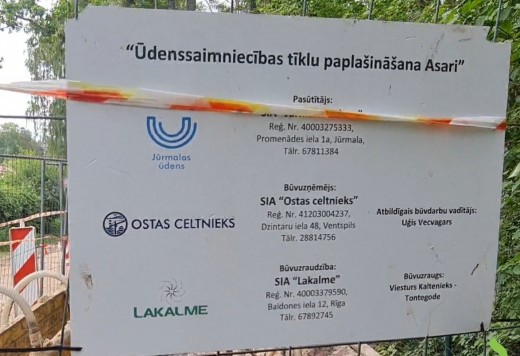 “Ūdenssaimniecības tīklu paplašināšana Asari”
Pasūtītājs:
SIA
Reģ. Nr. 40003275333,
Promenādes iela 1a, Jūrmala,
Tālr. 67811384
Jūrmalas
ūdens
Būvuzņēmējs:
SIA “Ostas celtnieks”
Reģ. Nr. 41203004237,
Dzintaru iela 48, Ventspils
Tālr. 28814756
OSTAS CELTNIEKS
Atbildīgais būvdarbu vadītājs:
Uģis Vecvagars
Būvuzraudzība:
SIA “Lakalme”
Reģ. Nr. 40003379590,
Baldones iela 12, Rīga
Tālr. 67892745
LAKALME
Būvuzraugs:
Viesturs Kaltenieks -
Tontegode